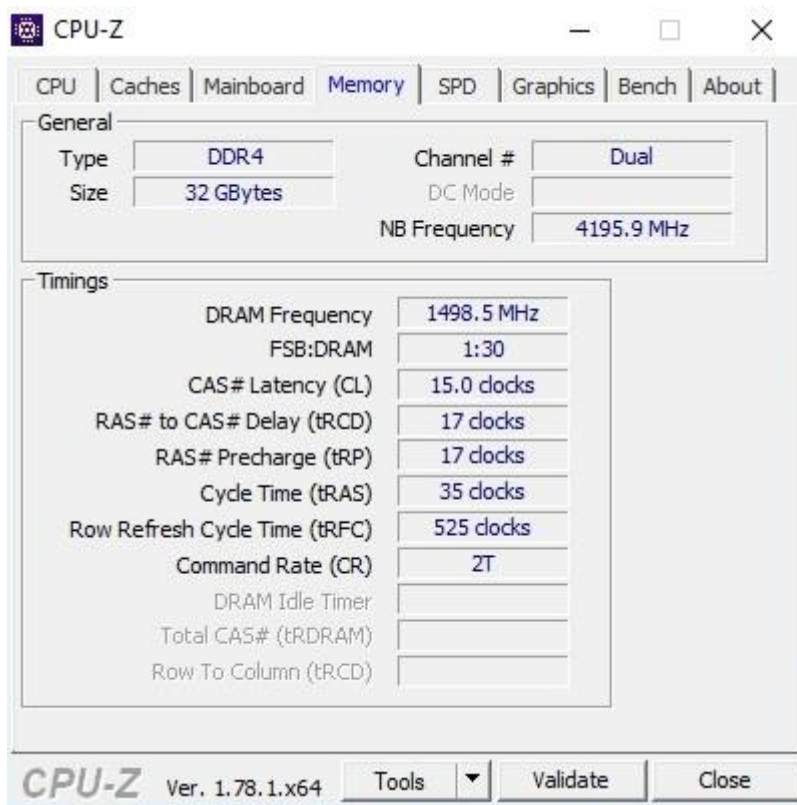 CPU-Z
CPU Caches Mainboard Memory SPD Graphics Bench About
General
Type DDR4 Channel # Dual
Size 32 GBytes DC Mode
NB Frequency 4195.9 MHz
Timings
DRAM Frequency 1498.5 MHz
FSB:DRAM 1:30
CAS# Latency (CL) 15.0 clocks
RAS# to CAS# Delay (tRCD) 17 clocks
RAS# Precharge (tRP) 17 clocks
Cycle Time (tRAS) 35 clocks
Row Refresh Cycle Time (tRFC) 525 clocks
Command Rate (CR) 2T
DRAM Idle Timer
Total CAS# (tRDRAM)
Row To Column (tRCD)
CPU-Z Ver. 1.78.1.x64 Tools Validate Close